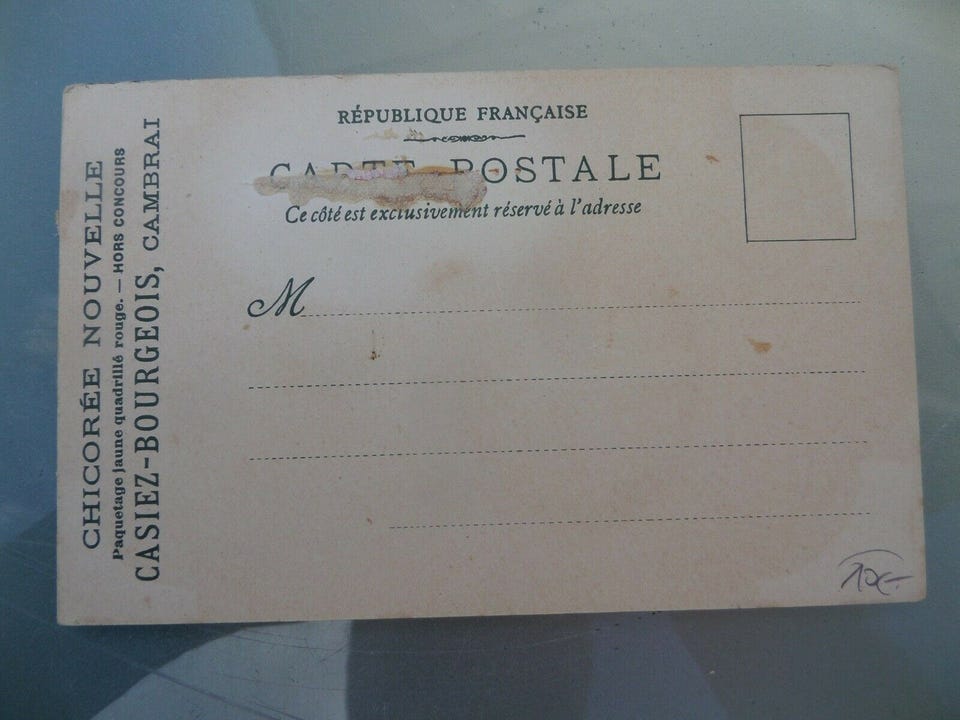 RÉPUBLIQUE FRANÇAISE
CARTE POSTALE
Ce côté est exclusivement réservé à l'adresse
M
CHICORÉE NOUVELLE
Paquetage jaune quadrillé rouge. — HORS CONCOURS
CASIEZ-BOURGEOIS, CAMBRAI